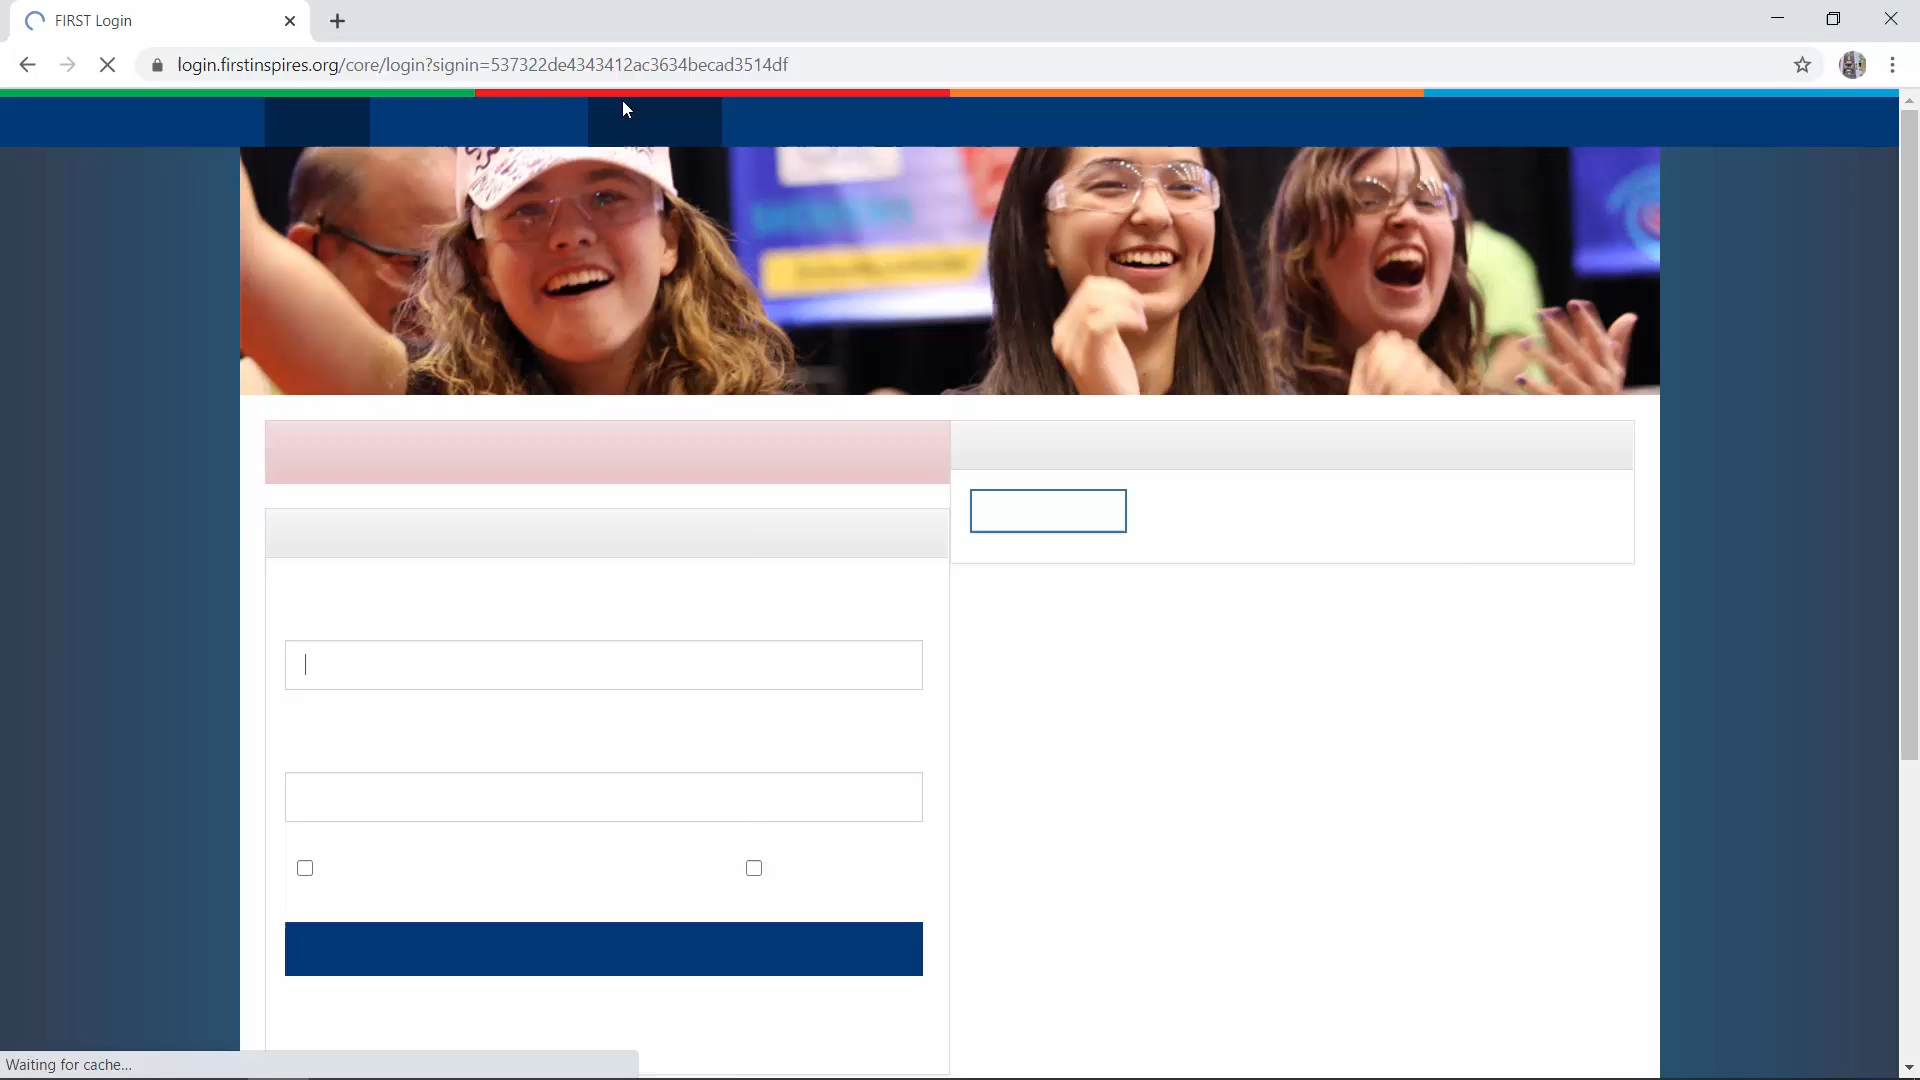 FIRST Login
login.firstinspires.org/core/login?signin=537322de4343412ac3634becad3514df
Waiting for cache...